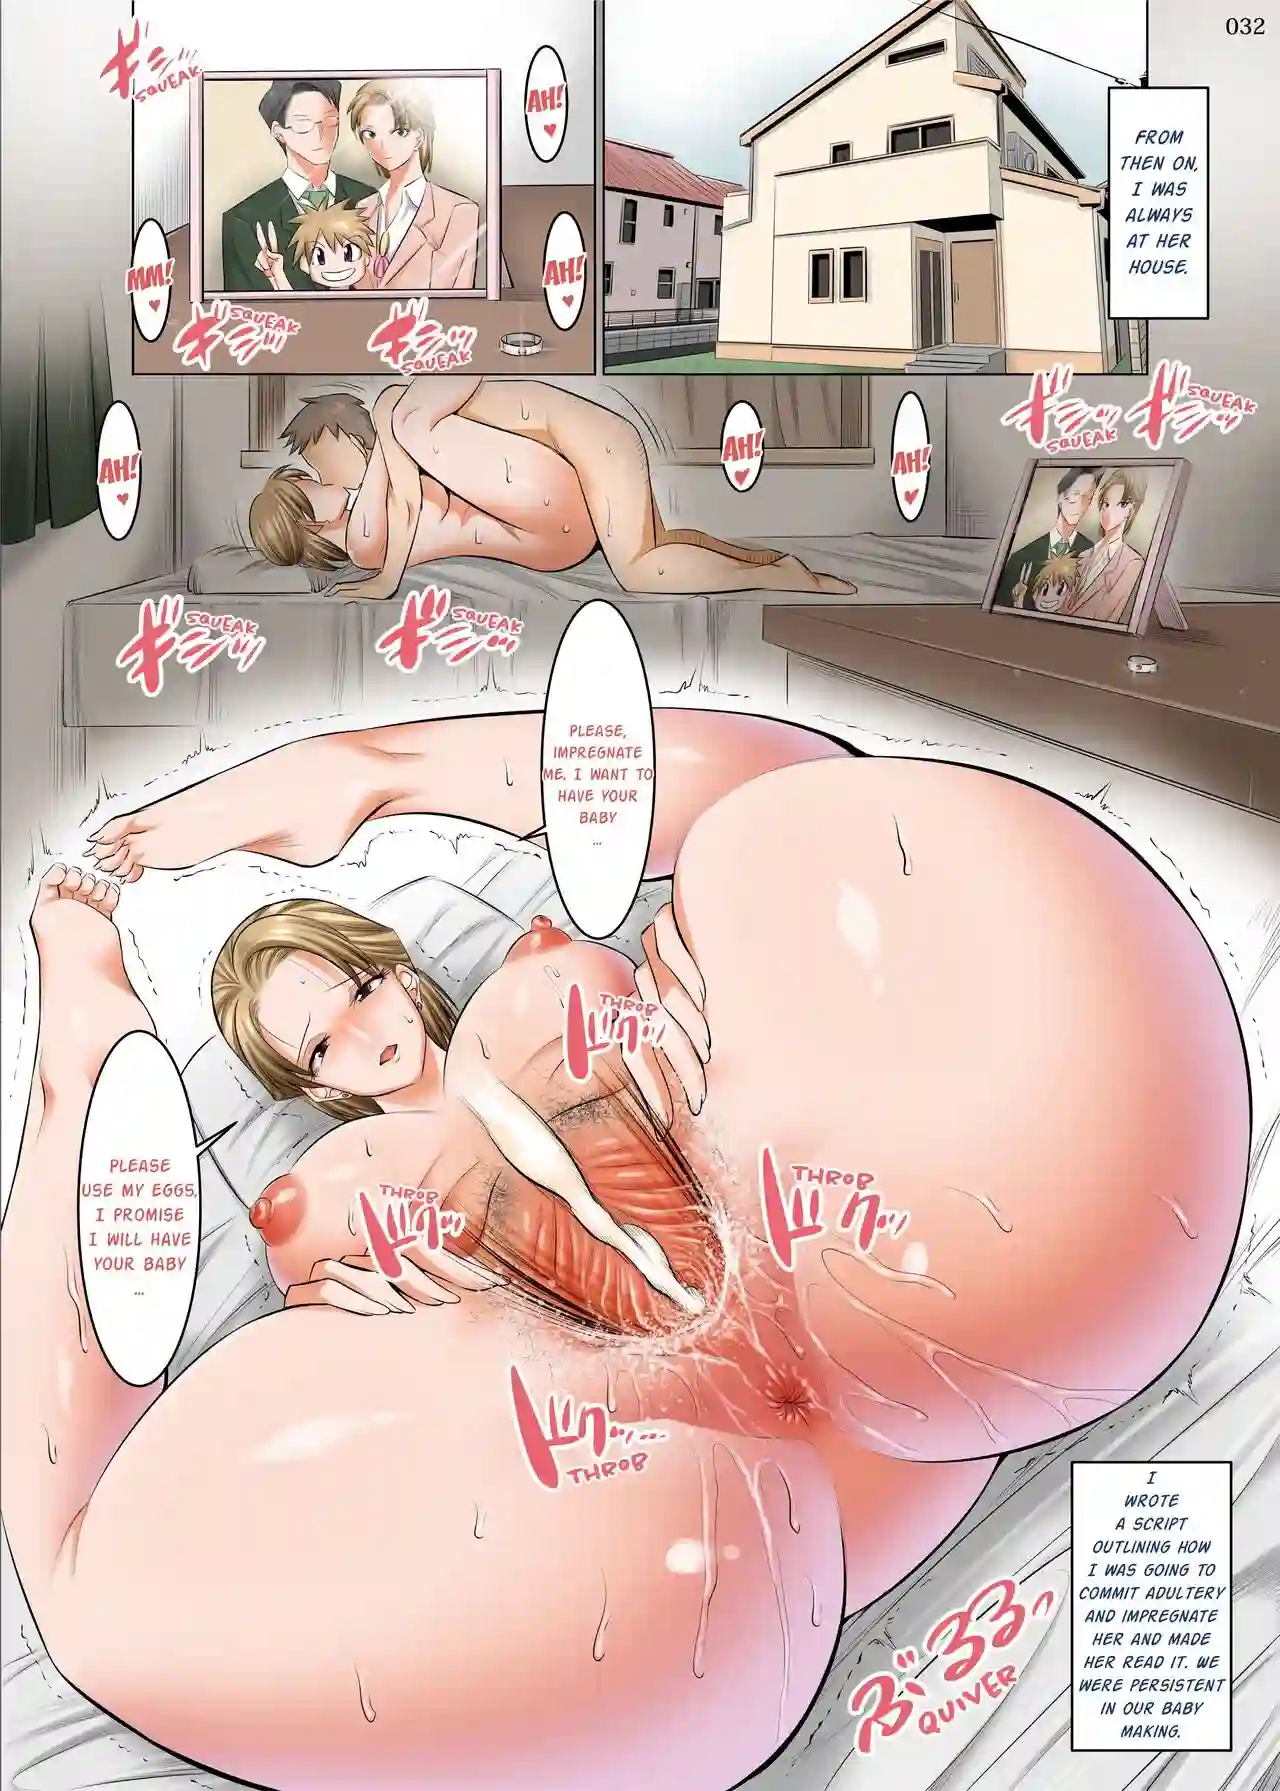 032
FROM
THEN ON,
I WAS
ALWAYS
AT HER
HOUSE.
ギシッ
SQUEAK
AH!
♥
MM!
♥
AH!
♥
ギシッ
SQUEAK
ギシッ
SQUEAK
ギシッ
SQUEAK
ギシッ
SQUEAK
AH!
♥
AH!
♥
AH!
♥
ギシッ
SQUEAK
ギシッ
SQUEAK
PLEASE,
IMPREGNATE
ME. I WANT TO
HAVE YOUR
BABY
...
PLEASE
USE MY EGGS,
I PROMISE
I WILL HAVE
YOUR BABY
...
ドクッ
THROB
ドクッ
THROB
ドクッ
THROB
ドクッ...
THROB
ぶるるっ
QUIVER
I
WROTE
A SCRIPT
OUTLINING HOW
I WAS GOING TO
COMMIT ADULTERY
AND IMPREGNATE
HER AND MADE
HER READ IT. WE
WERE PERSISTENT
IN OUR BABY
MAKING.